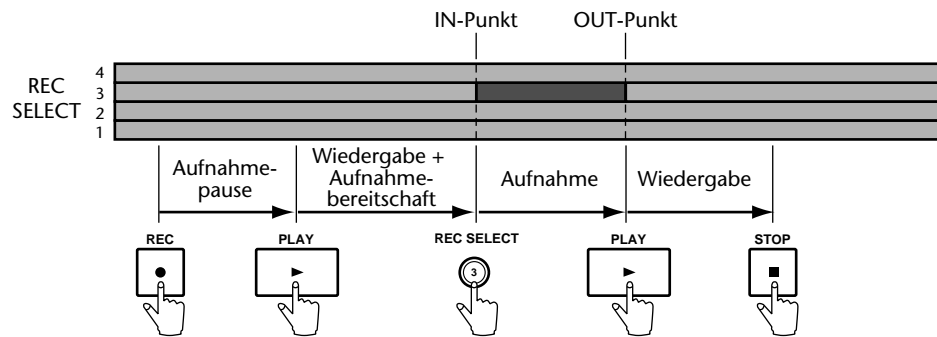 IN-Punkt OUT-Punkt
REC
SELECT
4
3
2
1
Aufnahme-
pause
Wiedergabe +
Aufnahme-
bereitschaft
Aufnahme
Wiedergabe
REC
PLAY
REC SELECT
3
PLAY
STOP